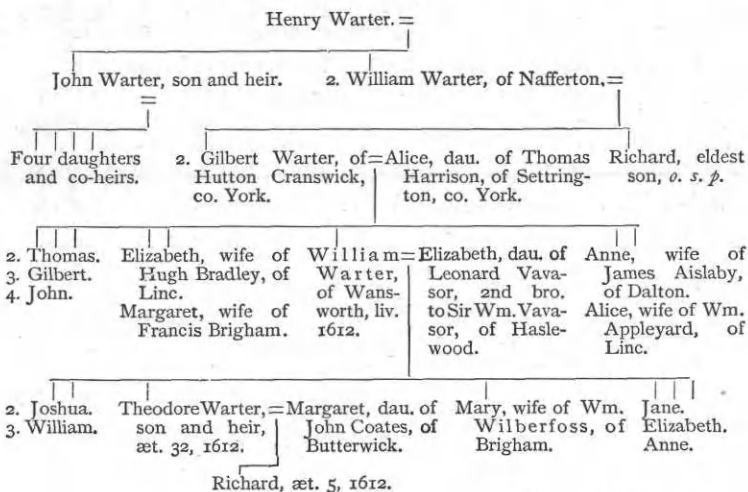 Henry Warter. =
John Warter, son and heir.
=
2. William Warter, of Nafferton, =
Four daughters
and co-heirs.
2. Gilbert Warter, of
Hutton Cranswick,
co. York.
= Alice, dau. of Thomas
Harrison, of Settring-
ton, co. York.
Richard, eldest
son, o. s. p.
2. Thomas.
3. Gilbert.
4. John.
Elizabeth, wife of
Hugh Bradley, of
Linc.
Margaret, wife of
Francis Brigham.
William
Warter,
of Wans-
worth, liv.
1612.
= Elizabeth, dau. of
Leonard Vava-
sor, 2nd bro.
to Sir Wm. Vava-
sor, of Hasle-
wood.
Anne, wife of
James Aislaby,
of Dalton.
Alice, wife of Wm.
Appleyard, of
Linc.
2. Joshua.
3. William.
Theodore Warter,
son and heir,
æt. 32, 1612.
= Margaret, dau. of
John Coates, of
Butterwick.
Mary, wife of Wm.
Wilberfoss, of
Brigham.
Jane.
Elizabeth.
Anne.
Richard, æt. 5, 1612.